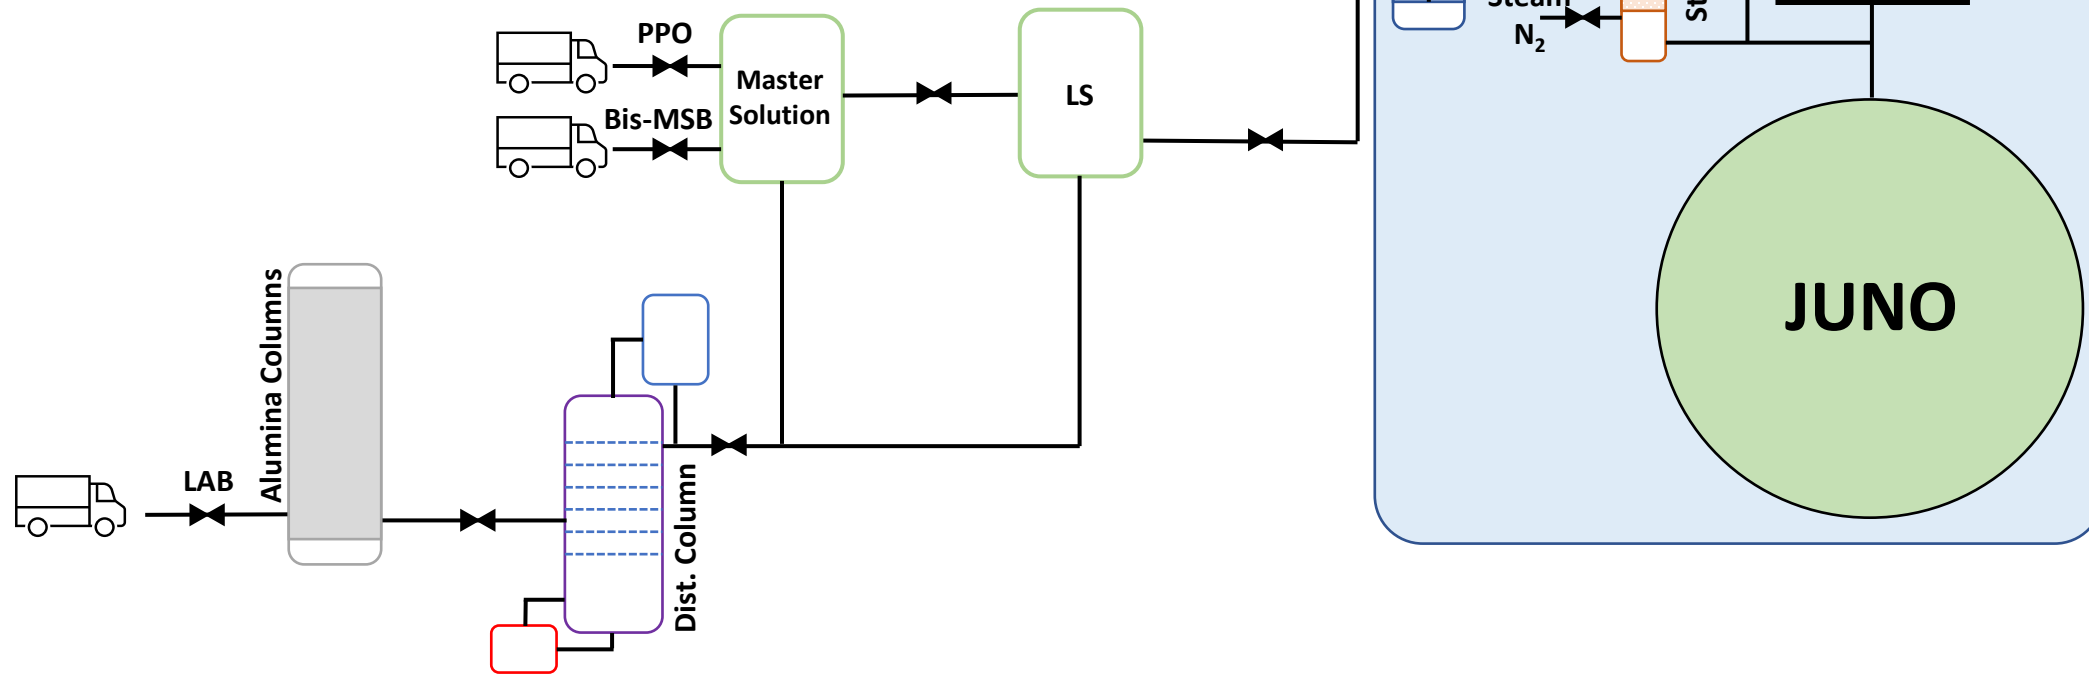 PPO
Bis-MSB
Master
Solution
LS
N2
JUNO
Alumina Columns
LAB
Dist. Column